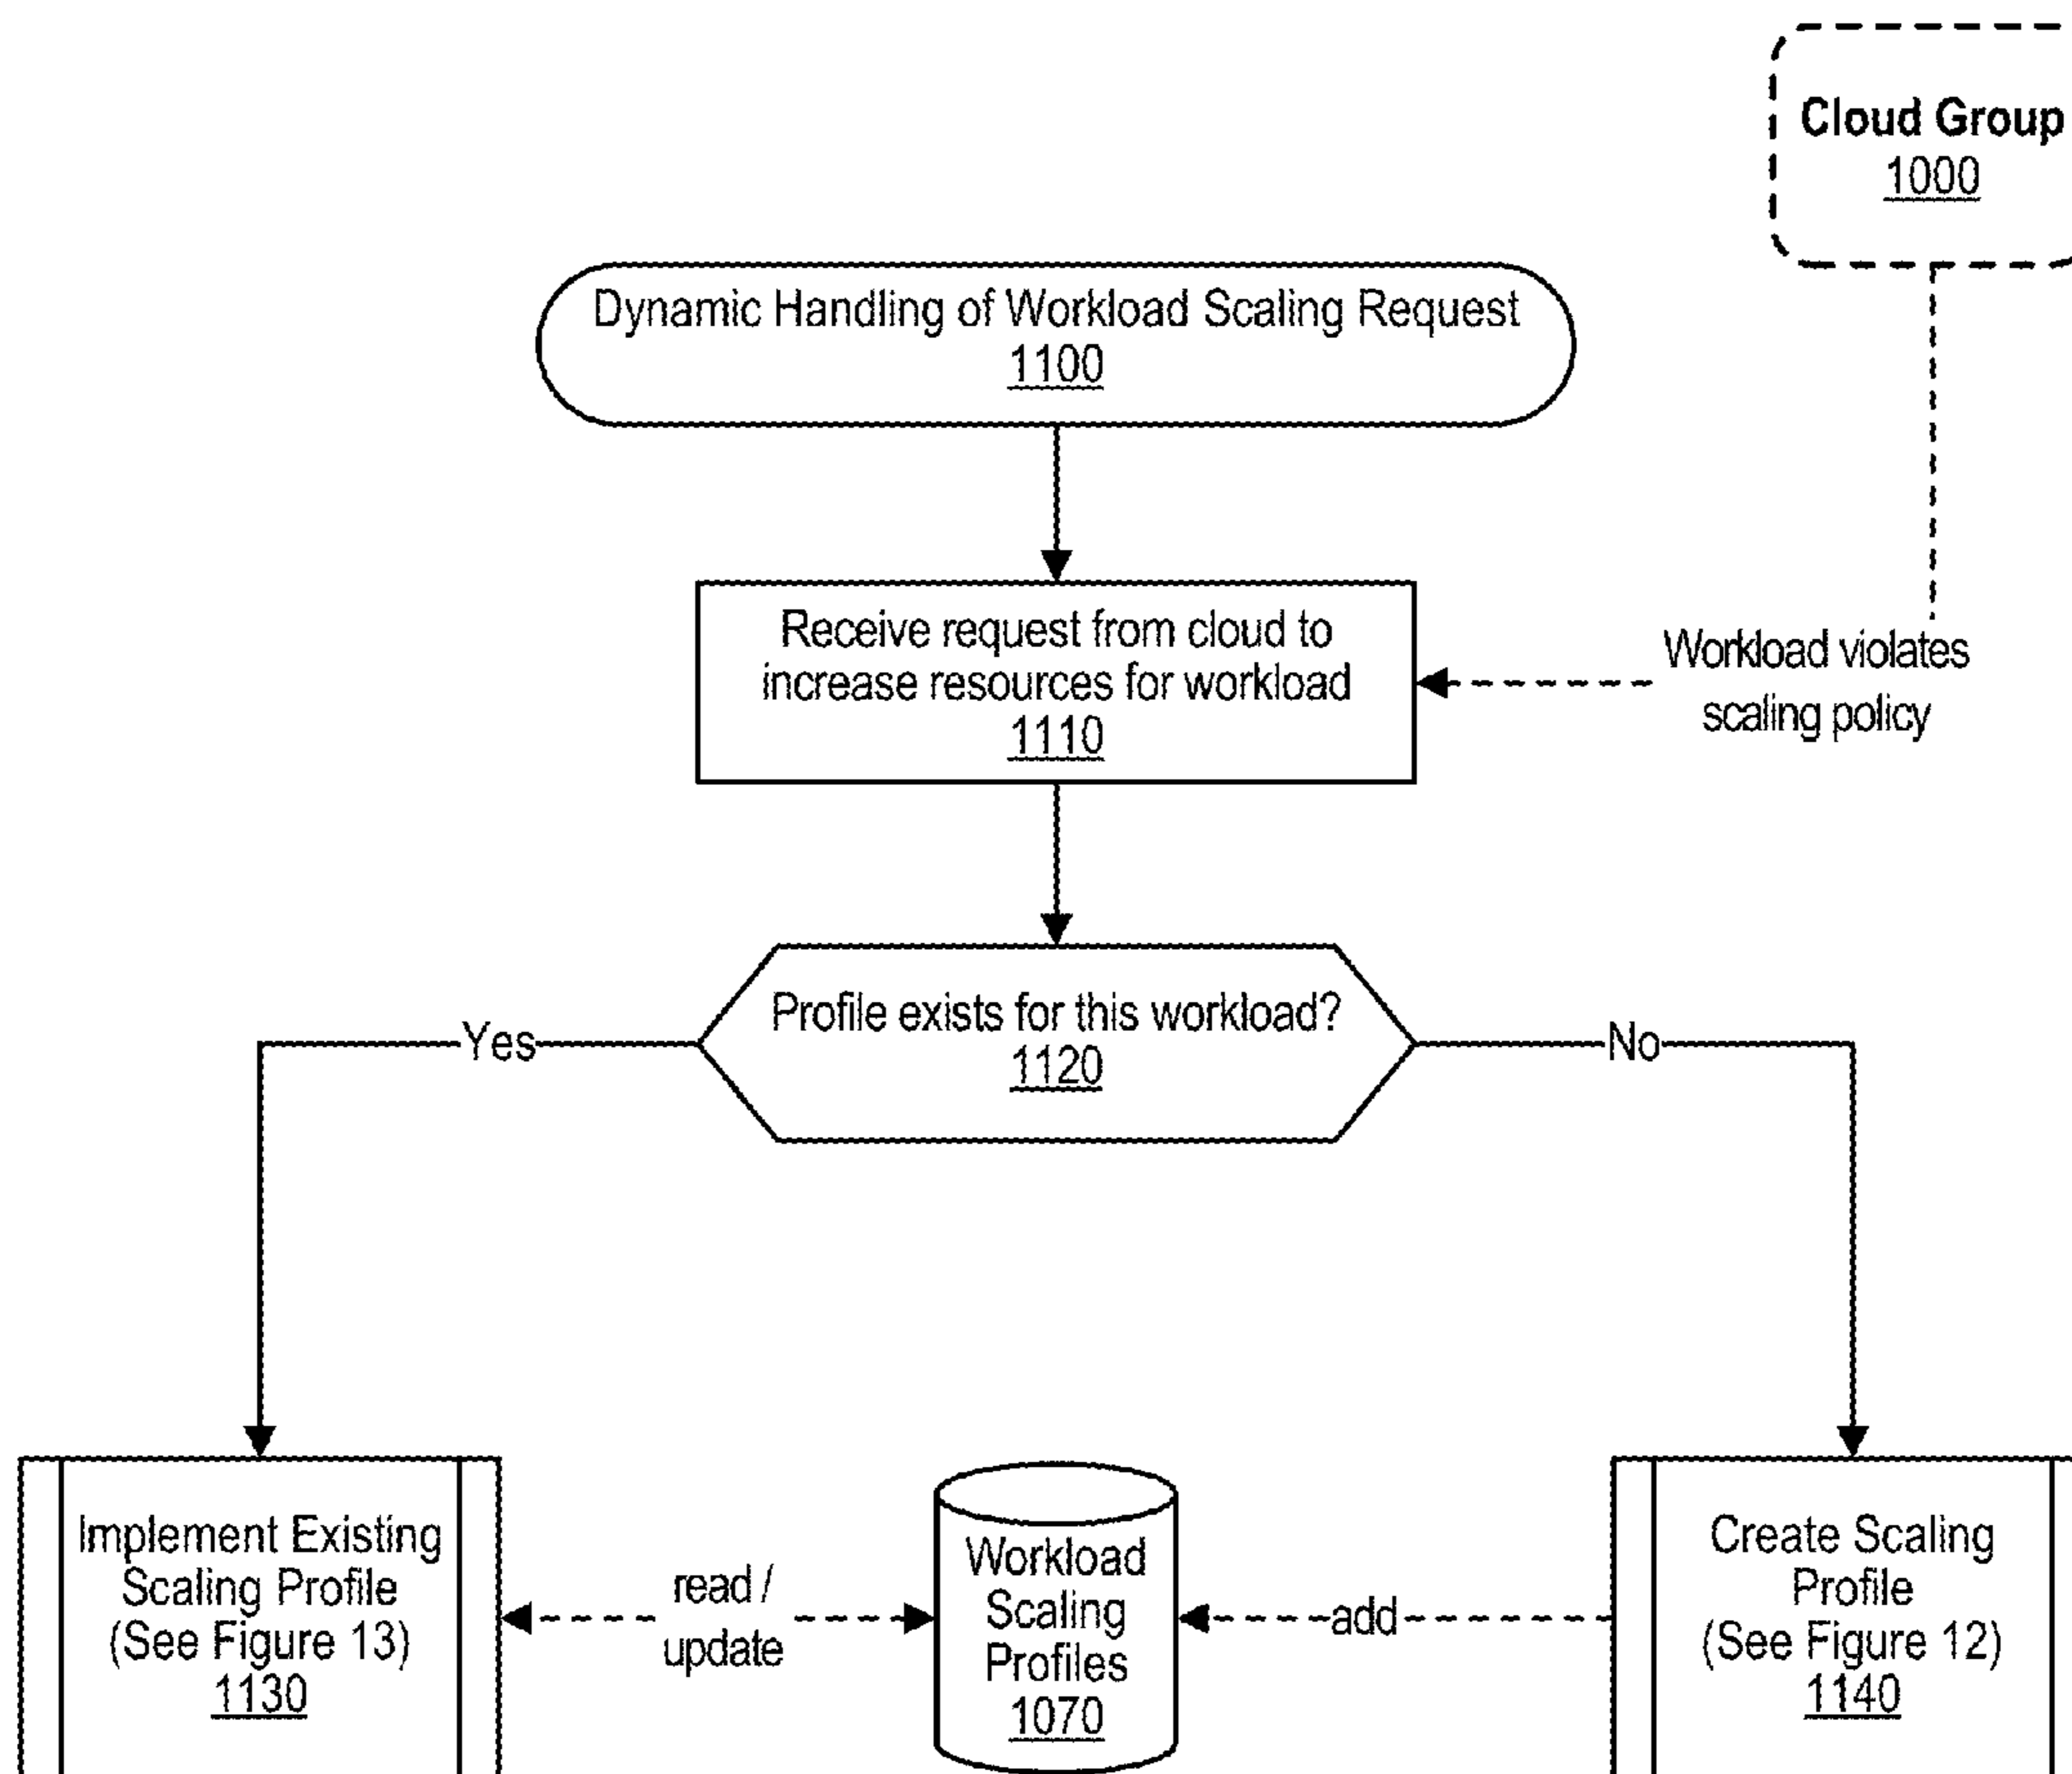 Cloud Group
1000
Dynamic Handling of Workload Scaling Request
1100
Receive request from cloud to
increase resources for workload
1110
Workload violates
scaling policy
Profile exists for this workload?
1120
Yes
No
Implement Existing
Scaling Profile
(See Figure 13)
1130
read /
update
Workload
Scaling
Profiles
1070
add
Create Scaling
Profile
(See Figure 12)
1140